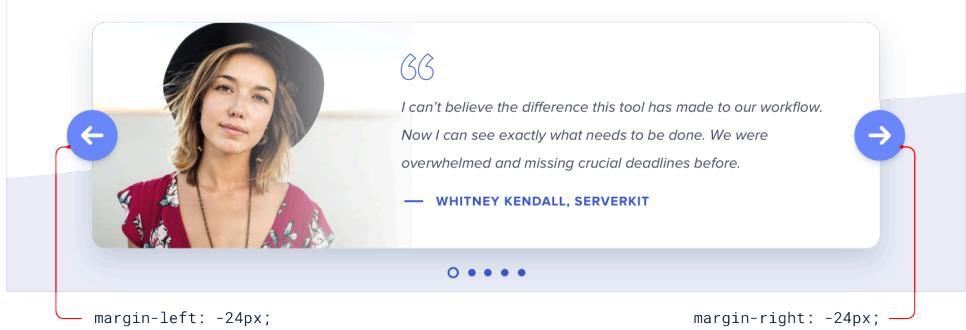 “
I can’t believe the difference this tool has made to our workflow.
Now I can see exactly what needs to be done. We were
overwhelmed and missing crucial deadlines before.
— WHITNEY KENDALL, SERVERKIT
margin-left: -24px;
margin-right: -24px;